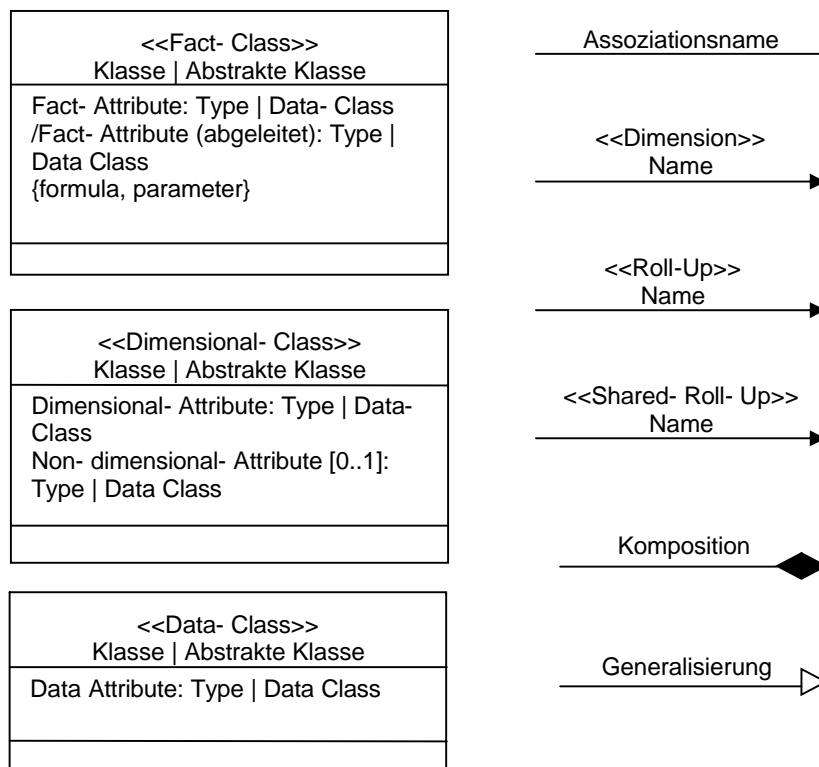 <<Fact- Class>>
Klasse | Abstrakte Klasse
Fact- Attribute: Type | Data- Class
/Fact- Attribute (abgeleitet): Type |
Data Class
{formula, parameter}
<<Dimensional- Class>>
Klasse | Abstrakte Klasse
Dimensional- Attribute: Type | Data-
Class
Non- dimensional- Attribute [0..1]:
Type | Data Class
<<Data- Class>>
Klasse | Abstrakte Klasse
Data Attribute: Type | Data Class
Assoziationsname
<<Dimension>>
Name
<<Roll-Up>>
Name
<<Shared- Roll- Up>>
Name
Komposition
Generalisierung